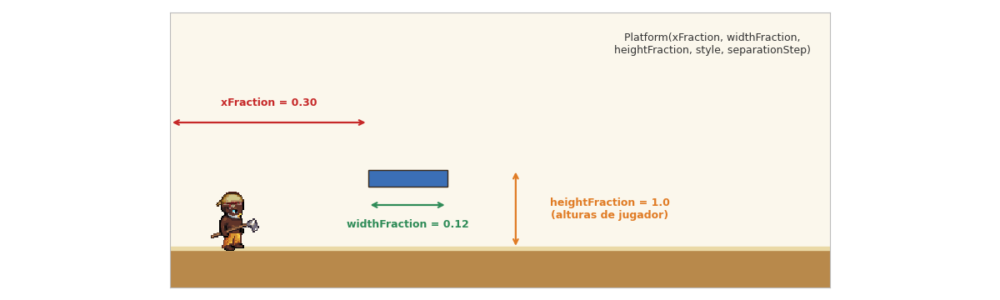 Platform(xFraction, widthFraction,
heightFraction, style, separationStep)
xFraction = 0.30
heightFraction = 1.0
(alturas de jugador)
widthFraction = 0.12